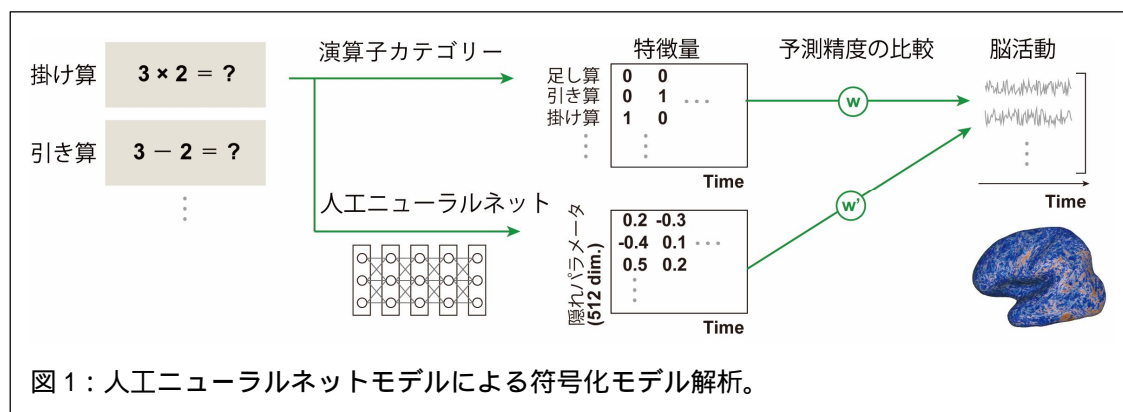 演算子カテゴリー
特徴量
予測精度の比較
脳活動
掛け算
3 × 2 = ?
引き算
3 − 2 = ?
足し算 0 0
引き算 0 1
掛け算 1 0
Time
w
Time
人工ニューラルネット
隠れパラメータ
(512 dim.)
0.2 -0.3
-0.4 0.1
0.5 0.2
Time
w'
図 1：人工ニューラルネットモデルによる符号化モデル解析。